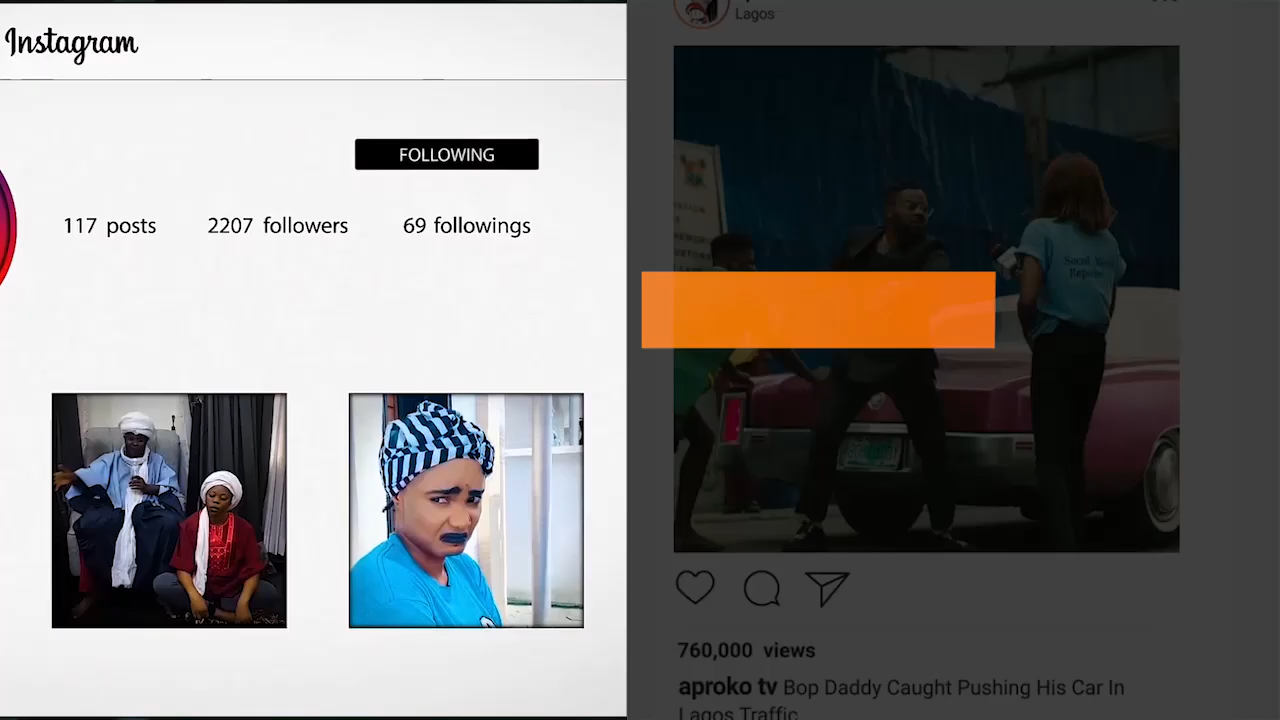 Instagram
FOLLOWING
117 posts
2207 followers
69 followings
Lagos
760,000 views
aproko tv Bop Daddy Caught Pushing His Car In
Lagos Traffic